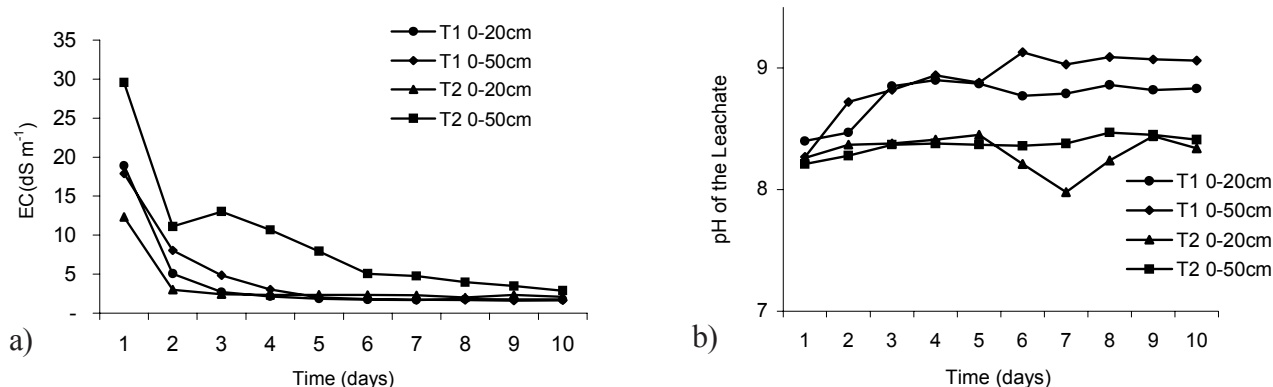 35
30
25
20
15
10
5
-
EC(dS m-1)
T1 0-20cm
T1 0-50cm
T2 0-20cm
T2 0-50cm
1 2 3 4 5 6 7 8 9 10
Time (days)
a)
9
8
7
pH of the Leachate
T1 0-20cm
T1 0-50cm
T2 0-20cm
T2 0-50cm
1 2 3 4 5 6 7 8 9 10
Time (days)
b)